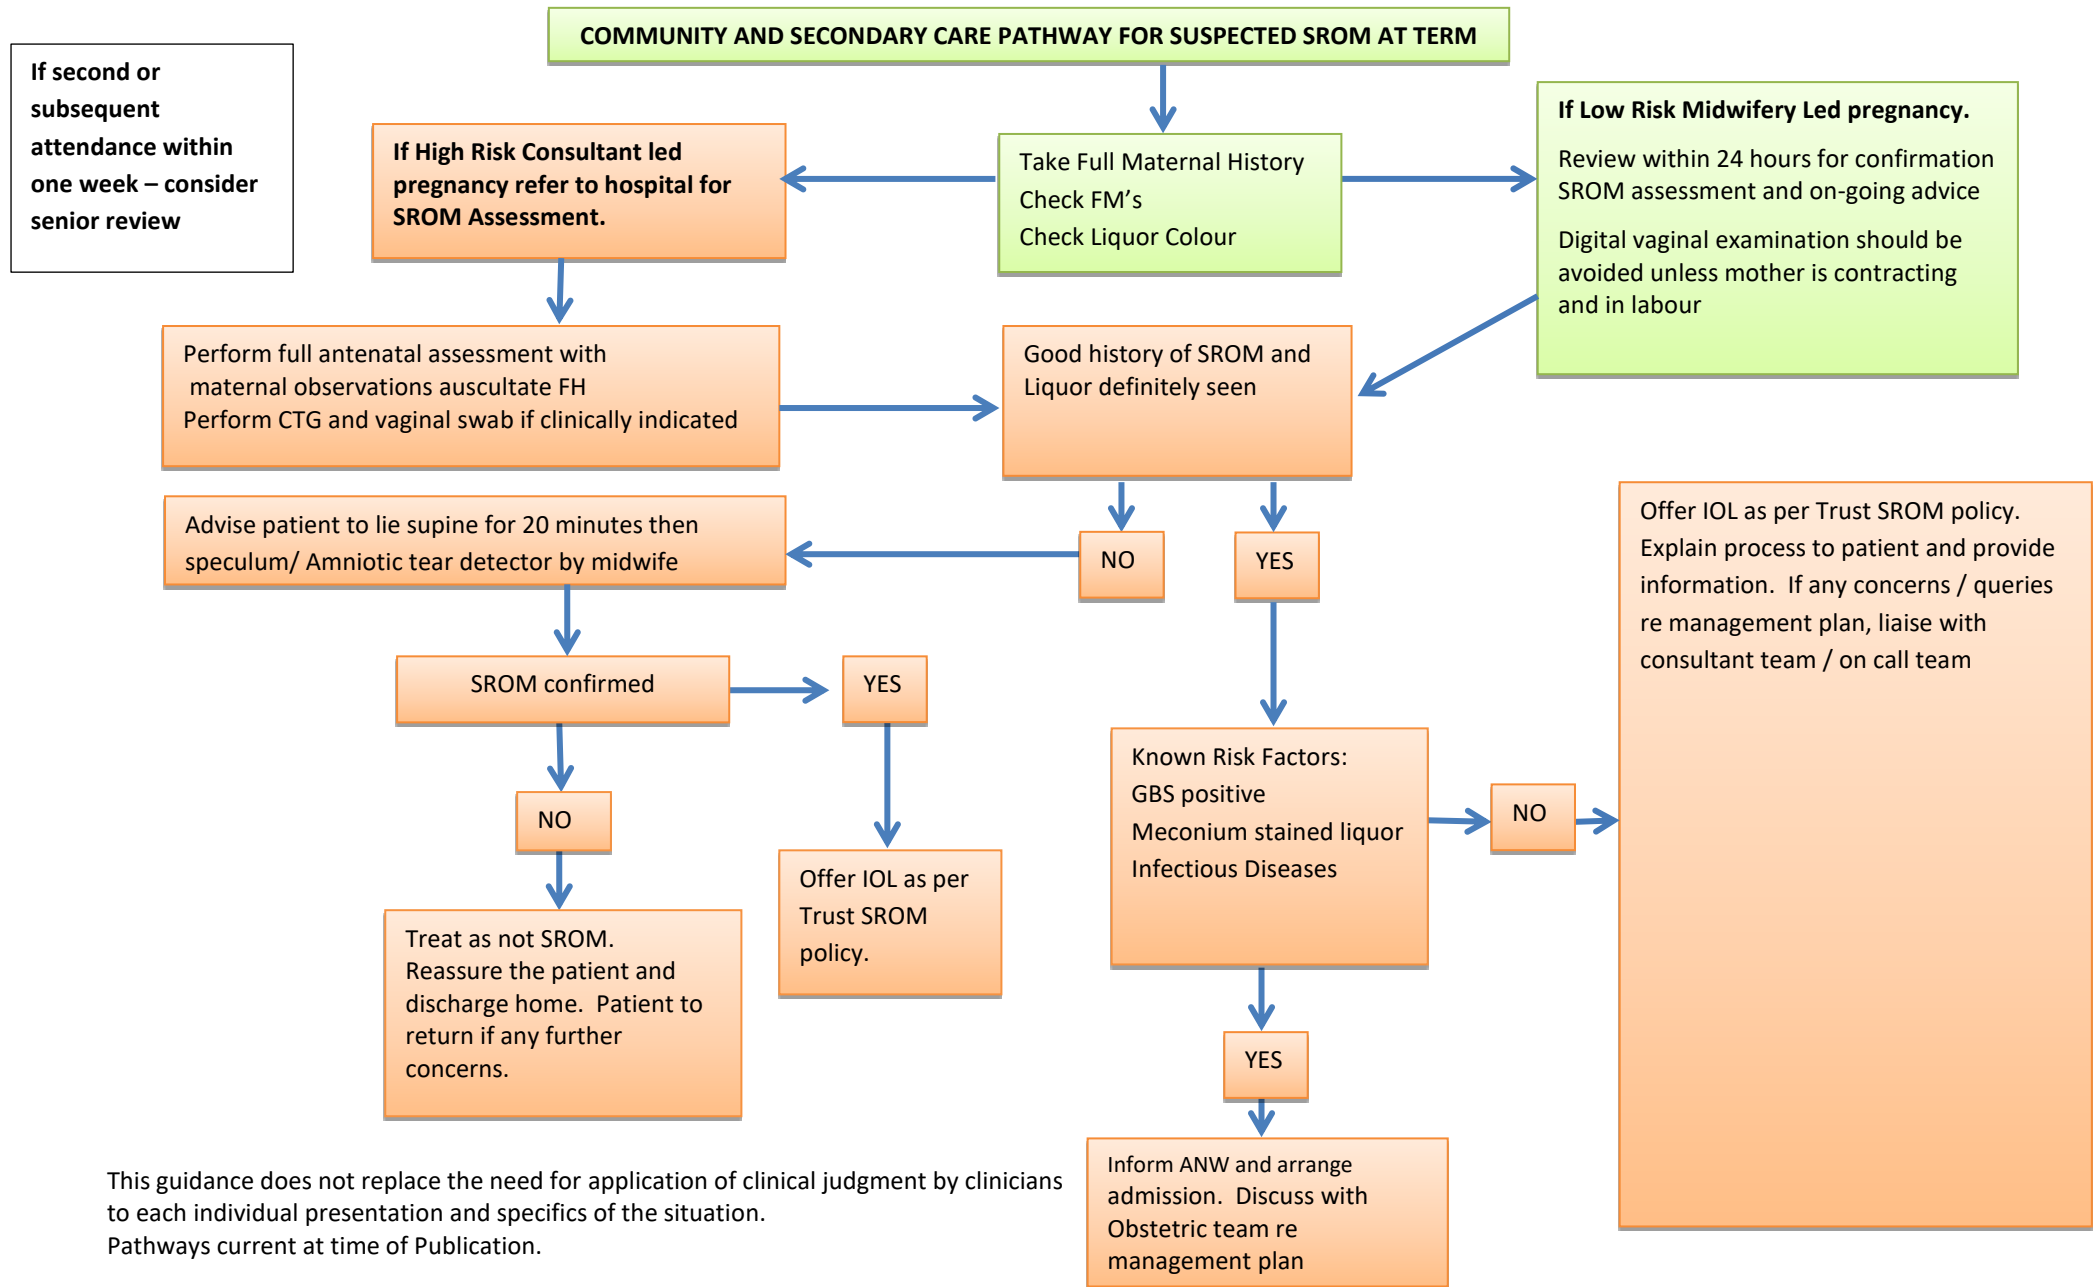 COMMUNITY AND SECONDARY CARE PATHWAY FOR SUSPECTED SROM AT TERM
If second or
subsequent
attendance within
one week – consider
senior review
If High Risk Consultant led
pregnancy refer to hospital for
SROM Assessment.
Take Full Maternal History
Check FM’s
Check Liquor Colour
If Low Risk Midwifery Led pregnancy.
Review within 24 hours for confirmation
SROM assessment and on-going advice
Digital vaginal examination should be
avoided unless mother is contracting
and in labour
Perform full antenatal assessment with
maternal observations auscultate FH
Perform CTG and vaginal swab if clinically indicated
Good history of SROM and
Liquor definitely seen
Advise patient to lie supine for 20 minutes then
speculum/ Amniotic tear detector by midwife
NO
YES
Offer IOL as per Trust SROM policy.
Explain process to patient and provide
information.  If any concerns / queries
re management plan, liaise with
consultant team / on call team
SROM confirmed
YES
NO
Offer IOL as per
Trust SROM
policy.
Known Risk Factors:
GBS positive
Meconium stained liquor
Infectious Diseases
NO
Treat as not SROM.
Reassure the patient and
discharge home.  Patient to
return if any further
concerns.
YES
Inform ANW and arrange
admission.  Discuss with
Obstetric team re
management plan
This guidance does not replace the need for application of clinical judgment by clinicians
to each individual presentation and specifics of the situation.
Pathways current at time of Publication.